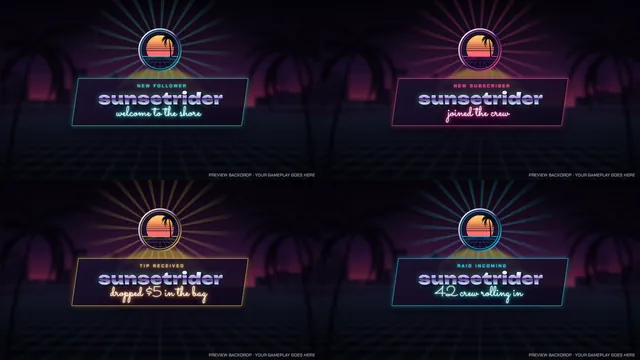 NEW FOLLOWER
sunsetrider
welcome to the shore
PREVIEW BACKDROP · YOUR GAMEPLAY GOES HERE
NEW SUBSCRIBER
sunsetrider
joined the crew
PREVIEW BACKDROP · YOUR GAMEPLAY GOES HERE
TIP RECEIVED
sunsetrider
dropped $5 in the bag
PREVIEW BACKDROP · YOUR GAMEPLAY GOES HERE
RAID INCOMING
sunsetrider
42 crew rolling in
PREVIEW BACKDROP · YOUR GAMEPLAY GOES HERE